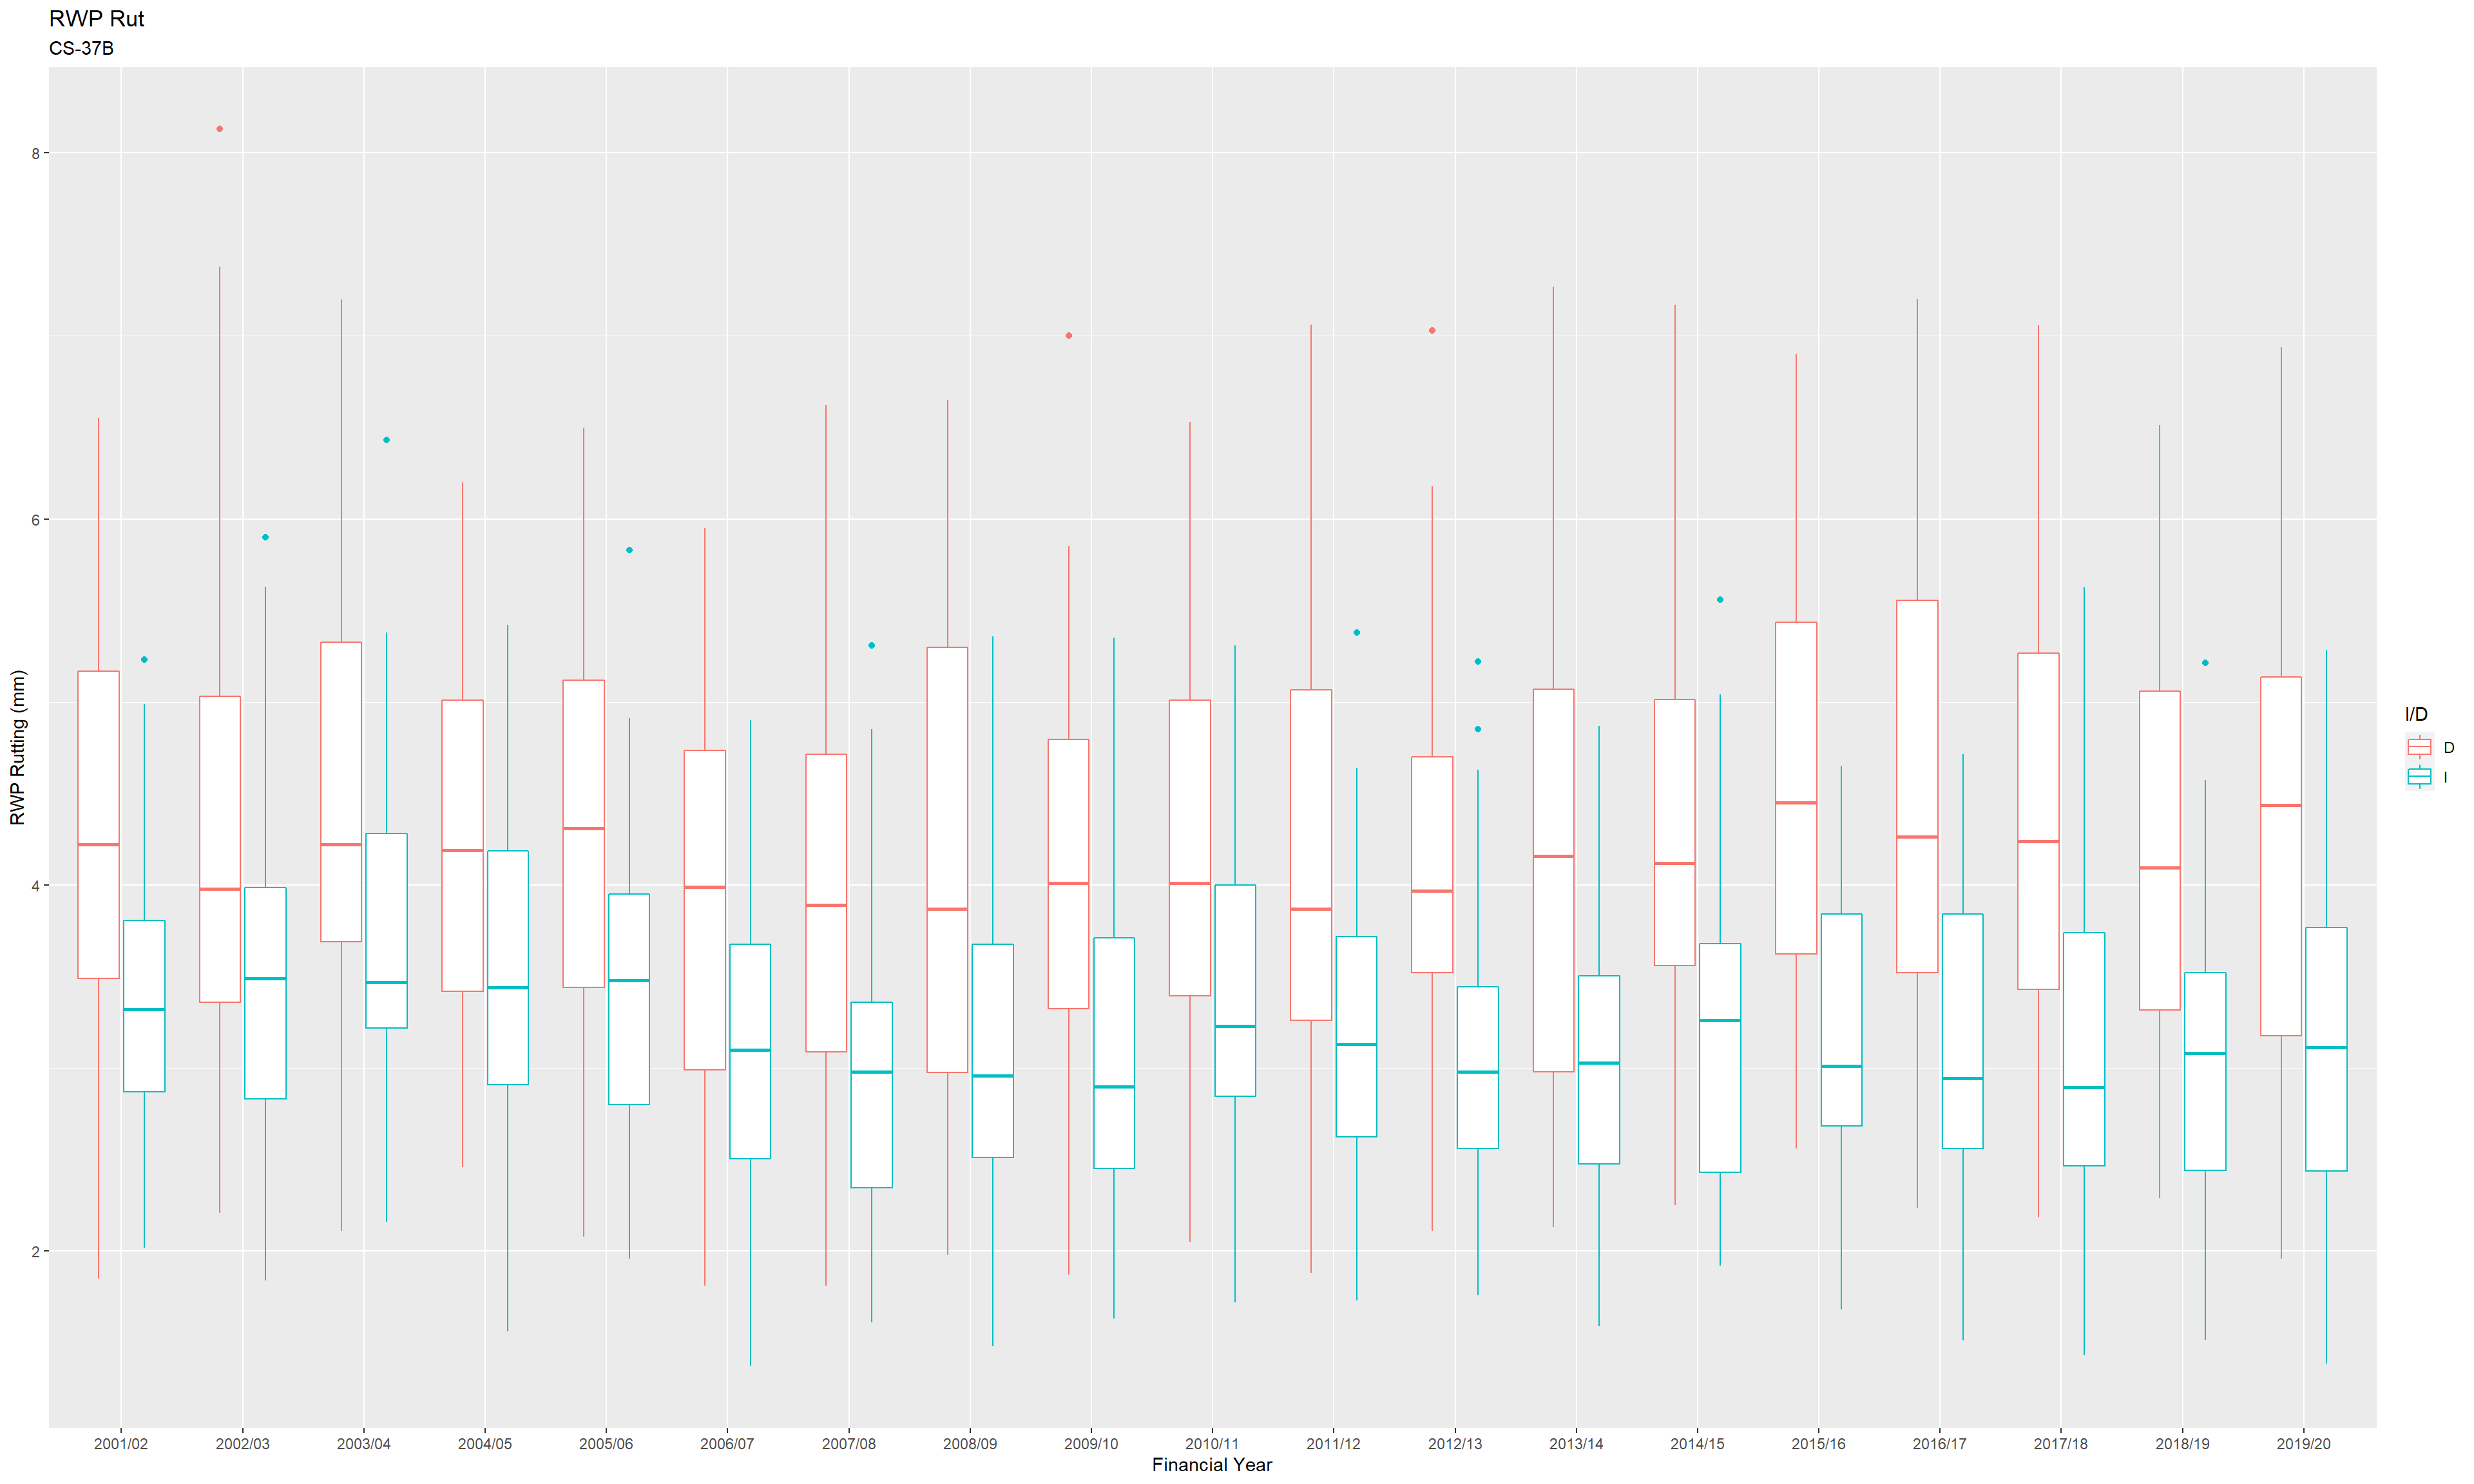 RWP Rut
CS-37B
8
6
4
2
RWP Rutting (mm)
2001/02 2002/03 2003/04 2004/05 2005/06 2006/07 2007/08 2008/09 2009/10 2010/11 2011/12 2012/13 2013/14 2014/15 2015/16 2016/17 2017/18 2018/19 2019/20
Financial Year
I/D
D
I